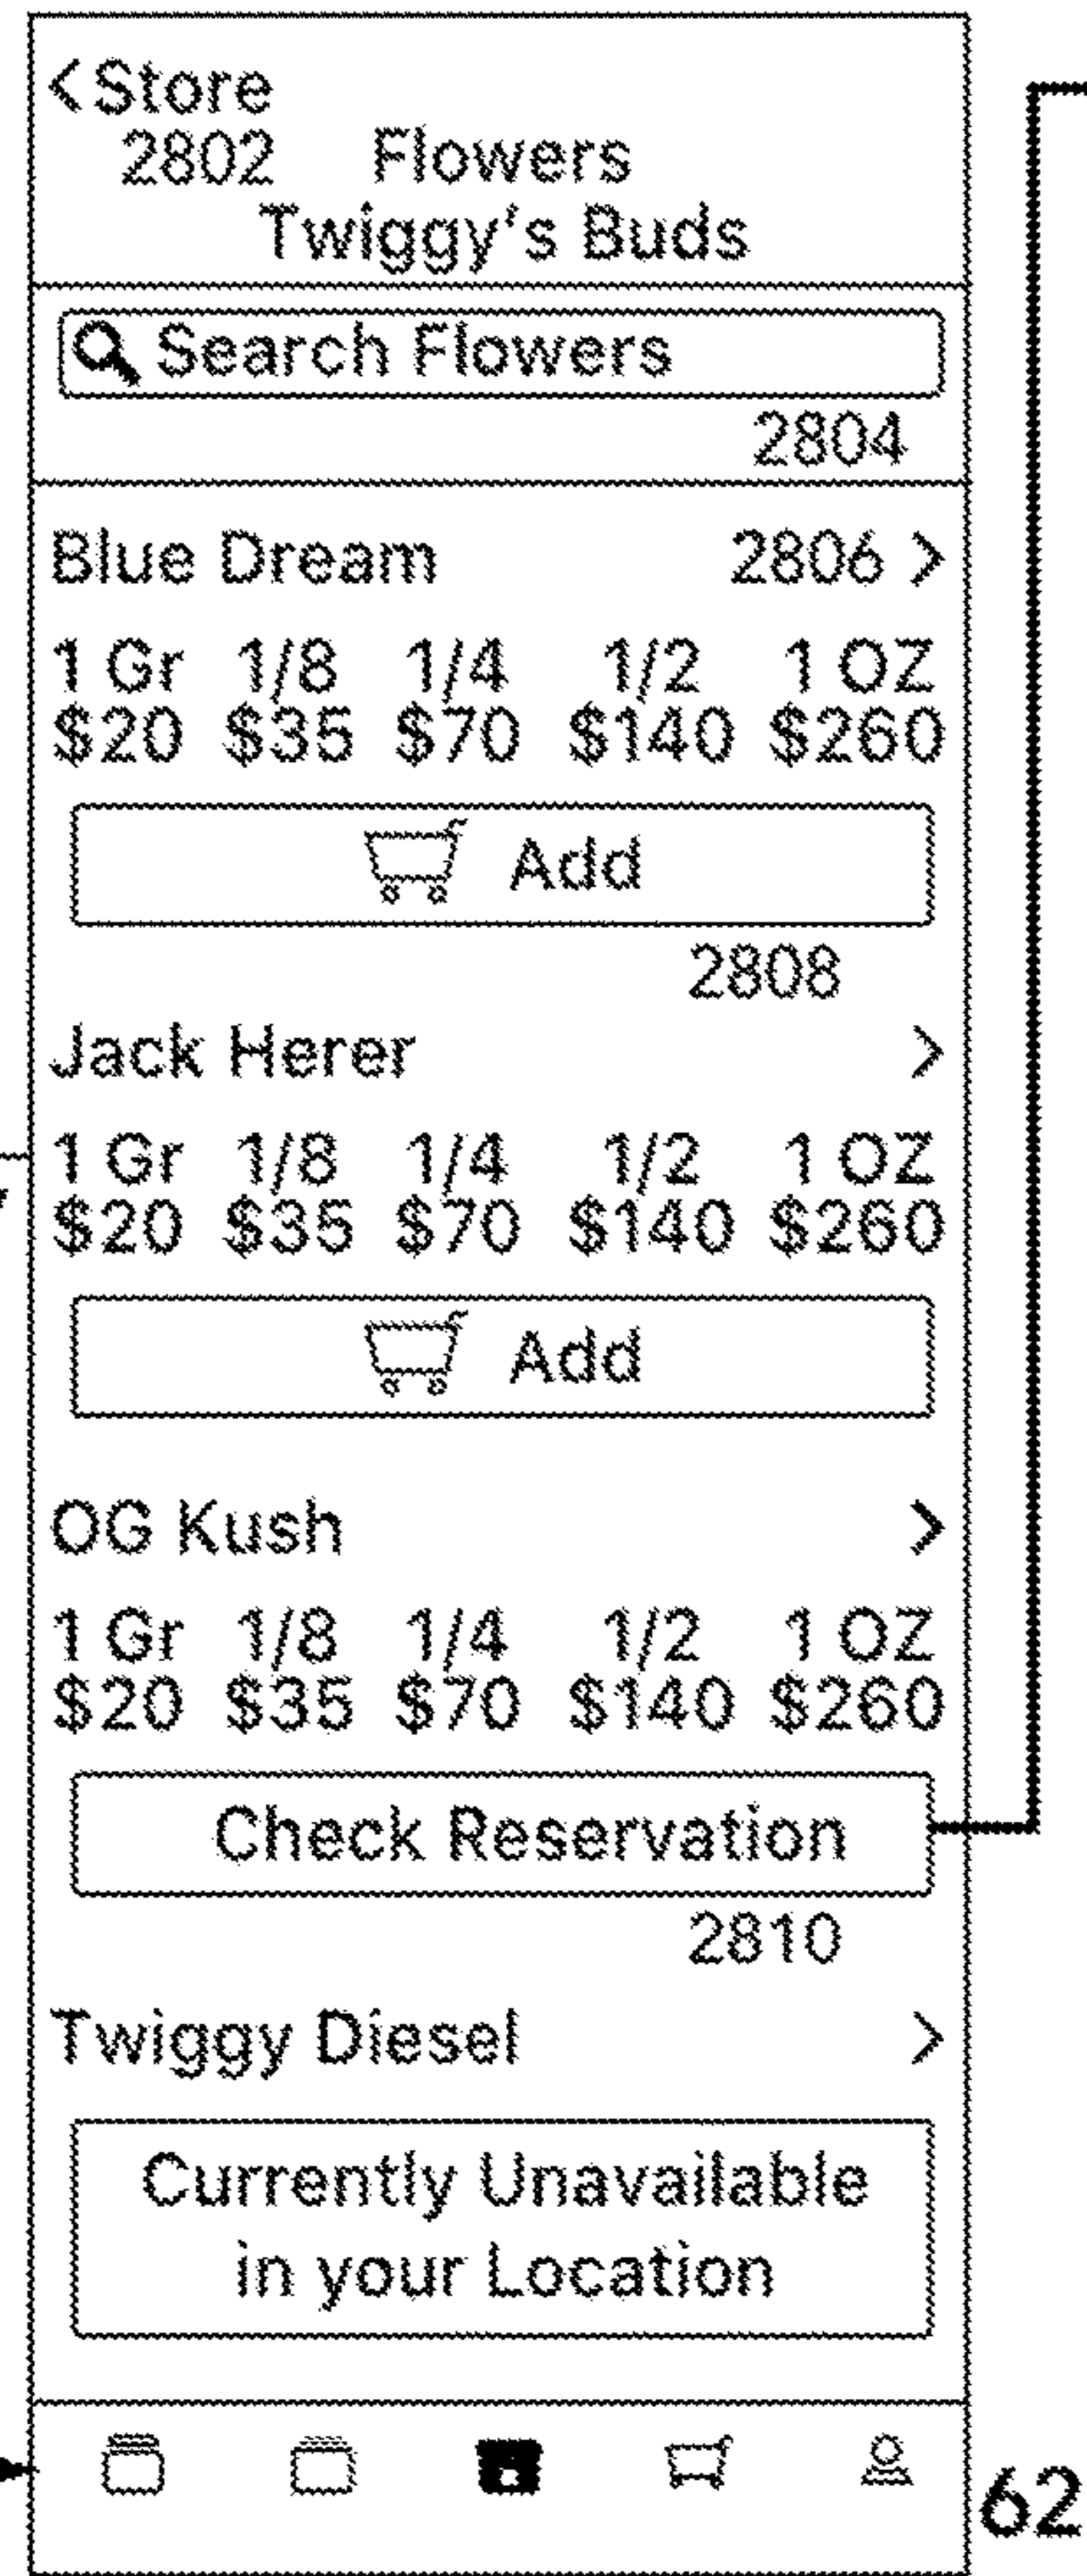 <Store
2802 Flowers
Twiggy's Buds
Search Flowers
2804
Blue Dream 2806 >
1 Gr 1/8 1/4 1/2 1 OZ
$20 $35 $70 $140 $260
Add
2808
Jack Herer >
1 Gr 1/8 1/4 1/2 1 OZ
$20 $35 $70 $140 $260
Add
OG Kush >
1 Gr 1/8 1/4 1/2 1 OZ
$20 $35 $70 $140 $260
Check Reservation
2810
Twiggy Diesel >
Currently Unavailable
in your Location
62